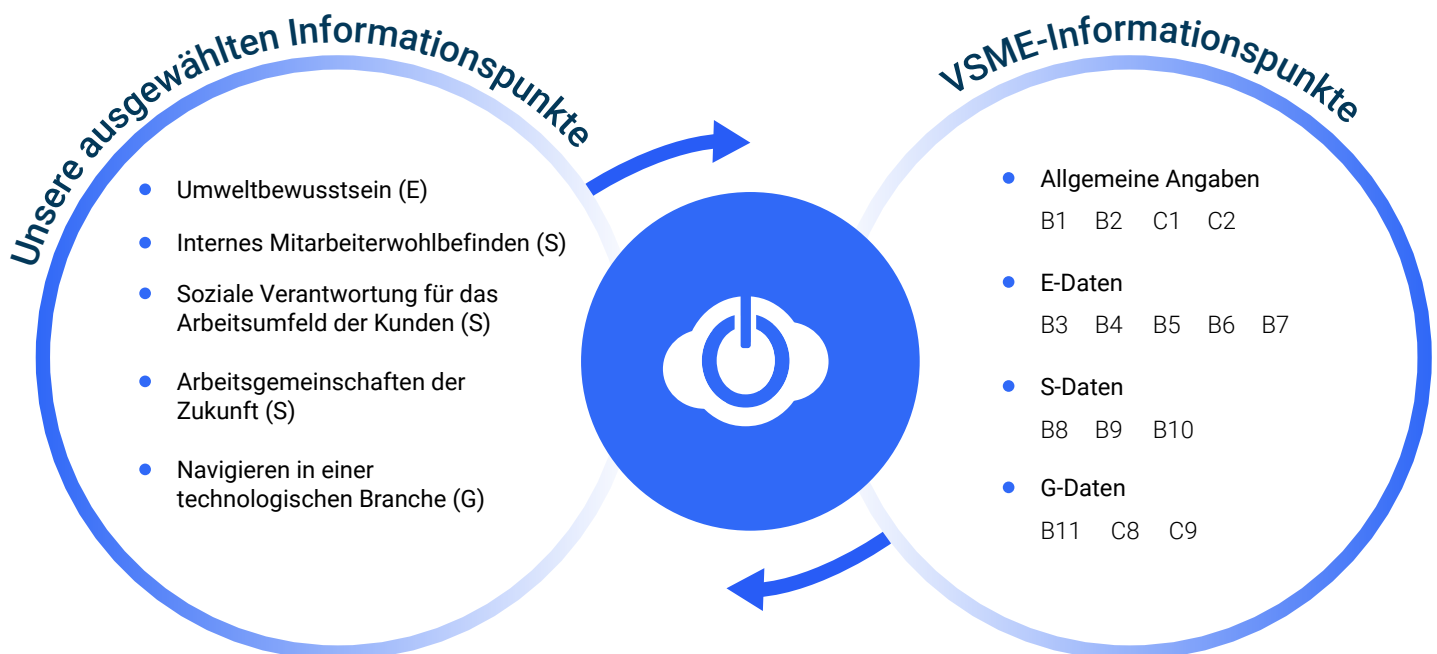 Unsere ausgewählten Informationspunkte
Umweltbewusstsein (E)
Internes Mitarbeiterwohlbefinden (S)
Soziale Verantwortung für das
Arbeitsumfeld der Kunden (S)
Arbeitsgemeinschaften der
Zukunft (S)
Navigieren in einer
technologischen Branche (G)
VSME-Informationspunkte
Allgemeine Angaben
B1 B2 C1 C2
E-Daten
B3 B4 B5 B6 B7
S-Daten
B8 B9 B10
G-Daten
B11 C8 C9